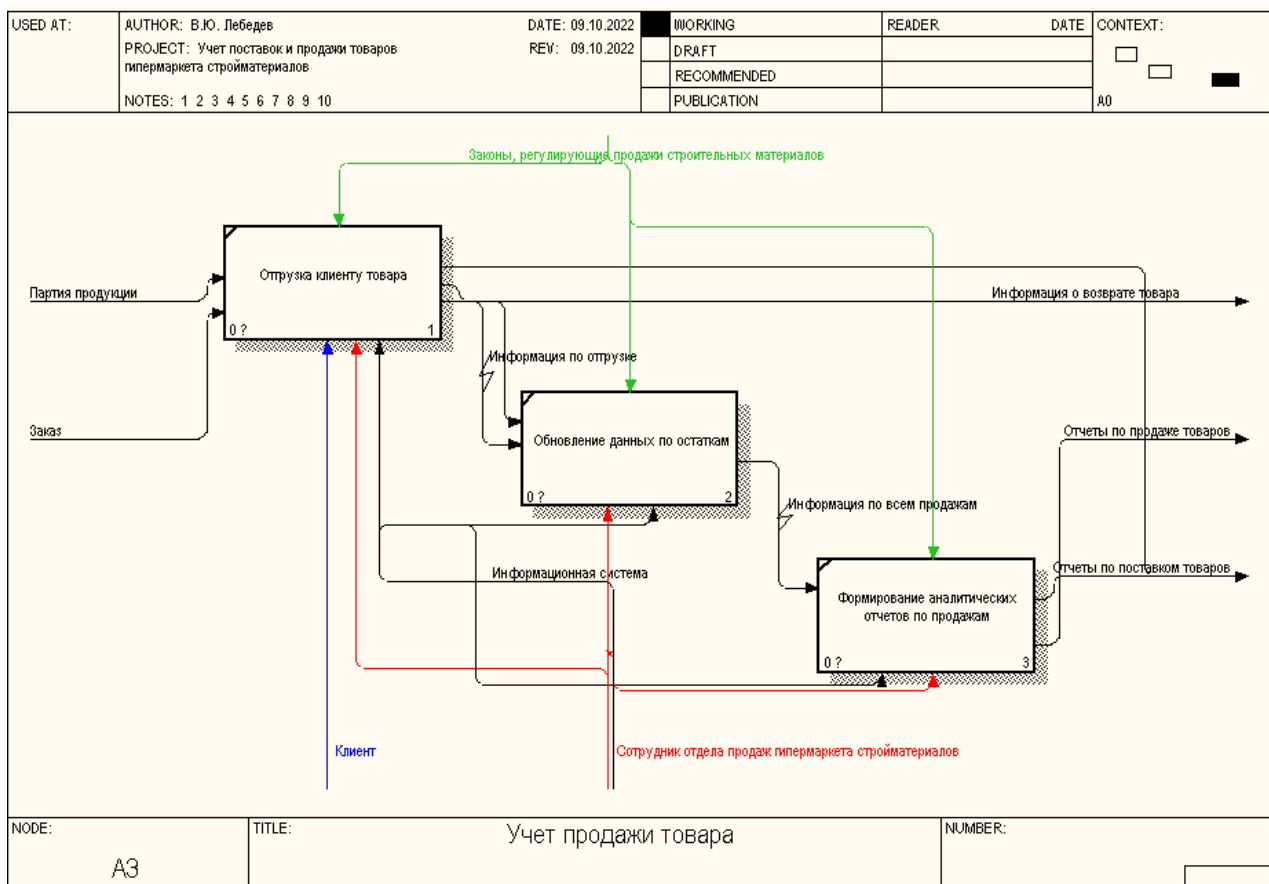 USED AT:
AUTHOR: В.Ю. Лебедев
DATE: 09.10.2022
PROJECT: Учет поставок и продажи товаров
гипермаркета стройматериалов
REV: 09.10.2022
NOTES: 1 2 3 4 5 6 7 8 9 10
WORKING
DRAFT
RECOMMENDED
PUBLICATION
READER
DATE
CONTEXT:
A0
Законы, регулирующие продажи строительных материалов
Отгрузка клиенту товара
0 ?
1
Партия продукции
Информация о возврате товара
Информация по отгрузке
Заказ
Обновление данных по остаткам
0 ?
2
Отчеты по продаже товаров
Информация по всем продажам
Информационная система
Отчеты по поставком товаров
Формирование аналитических
отчетов по продажам
0 ?
3
Клиент
Сотрудник отдела продаж гипермаркета стройматериалов
NODE:
A3
TITLE:
Учет продажи товара
NUMBER: